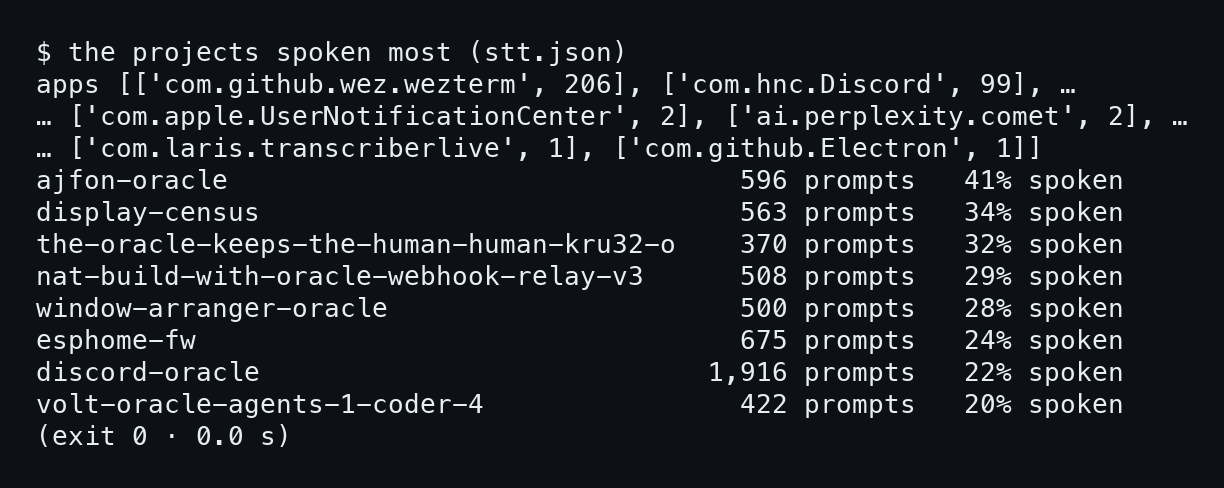 $ the projects spoken most (stt.json)
apps [['com.github.wez.wezterm', 206], ['com.hnc.Discord', 99], …
… ['com.apple.UserNotificationCenter', 2], ['ai.perplexity.comet', 2], …
… ['com.laris.transcriberlive', 1], ['com.github.Electron', 1]]
ajfon-oracle 596 prompts 41% spoken
display-census 563 prompts 34% spoken
the-oracle-keeps-the-human-human-kru32-o 370 prompts 32% spoken
nat-build-with-oracle-webhook-relay-v3 508 prompts 29% spoken
window-arranger-oracle 500 prompts 28% spoken
esphome-fw 675 prompts 24% spoken
discord-oracle 1,916 prompts 22% spoken
volt-oracle-agents-1-coder-4 422 prompts 20% spoken
(exit 0 · 0.0 s)